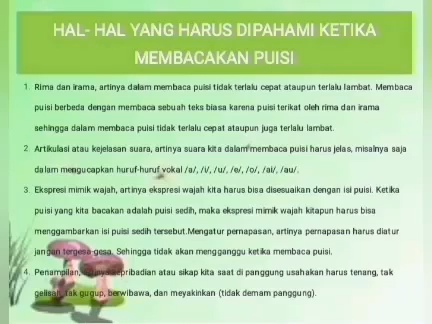 HAL- HAL YANG HARUS DIPAHAMI KETIKA
MEMBACAKAN PUISI
1. Rima dan irama, artinya dalam membaca puisi tidak terlalu cepat ataupun terlalu lambat. Membaca
puisi berbeda dengan membaca sebuah teks biasa karena puisi terikat oleh rima dan irama
sehingga dalam membaca puisi tidak terlalu cepat ataupun juga terlalu lambat.
2. Artikulasi atau kejelasan suara, artinya suara kita dalam membaca puisi harus jelas, misalnya saja
dalam mengucapkan huruf-huruf vokal /a/, /i/, /u/, /e/, /o/, /ai/, /au/.
3. Ekspresi mimik wajah, artinya ekspresi wajah kita harus bisa disesuaikan dengan isi puisi. Ketika
puisi yang kita bacakan adalah puisi sedih, maka ekspresi mimik wajah kitapun harus bisa
menggambarkan isi puisi sedih tersebut.Mengatur pernapasan, artinya pernapasan harus diatur
jangan tergesa-gesa. Sehingga tidak akan mengganggu ketika membaca puisi.
4. Penampilan, kepribadian atau sikap kita saat di panggung usahakan harus tenang, tak
gelisah, tak gugup, berwibawa, dan meyakinkan (tidak demam panggung).